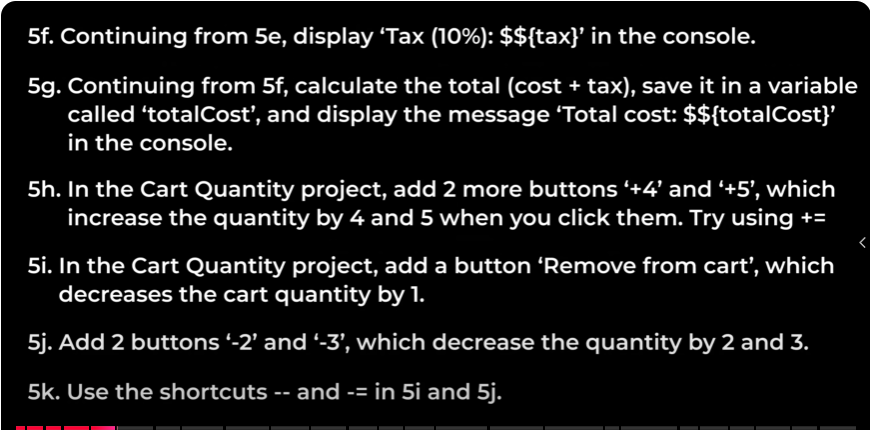 5f. Continuing from 5e, display ‘Tax (10%): $${tax}’ in the console.
5g. Continuing from 5f, calculate the total (cost + tax), save it in a variable
called ‘totalCost’, and display the message ‘Total cost: $${totalCost}’
in the console.
5h. In the Cart Quantity project, add 2 more buttons ‘+4’ and ‘+5’, which
increase the quantity by 4 and 5 when you click them. Try using +=
5i. In the Cart Quantity project, add a button ‘Remove from cart’, which
decreases the cart quantity by 1.
5j. Add 2 buttons ‘-2’ and ‘-3’, which decrease the quantity by 2 and 3.
5k. Use the shortcuts -- and -= in 5i and 5j.